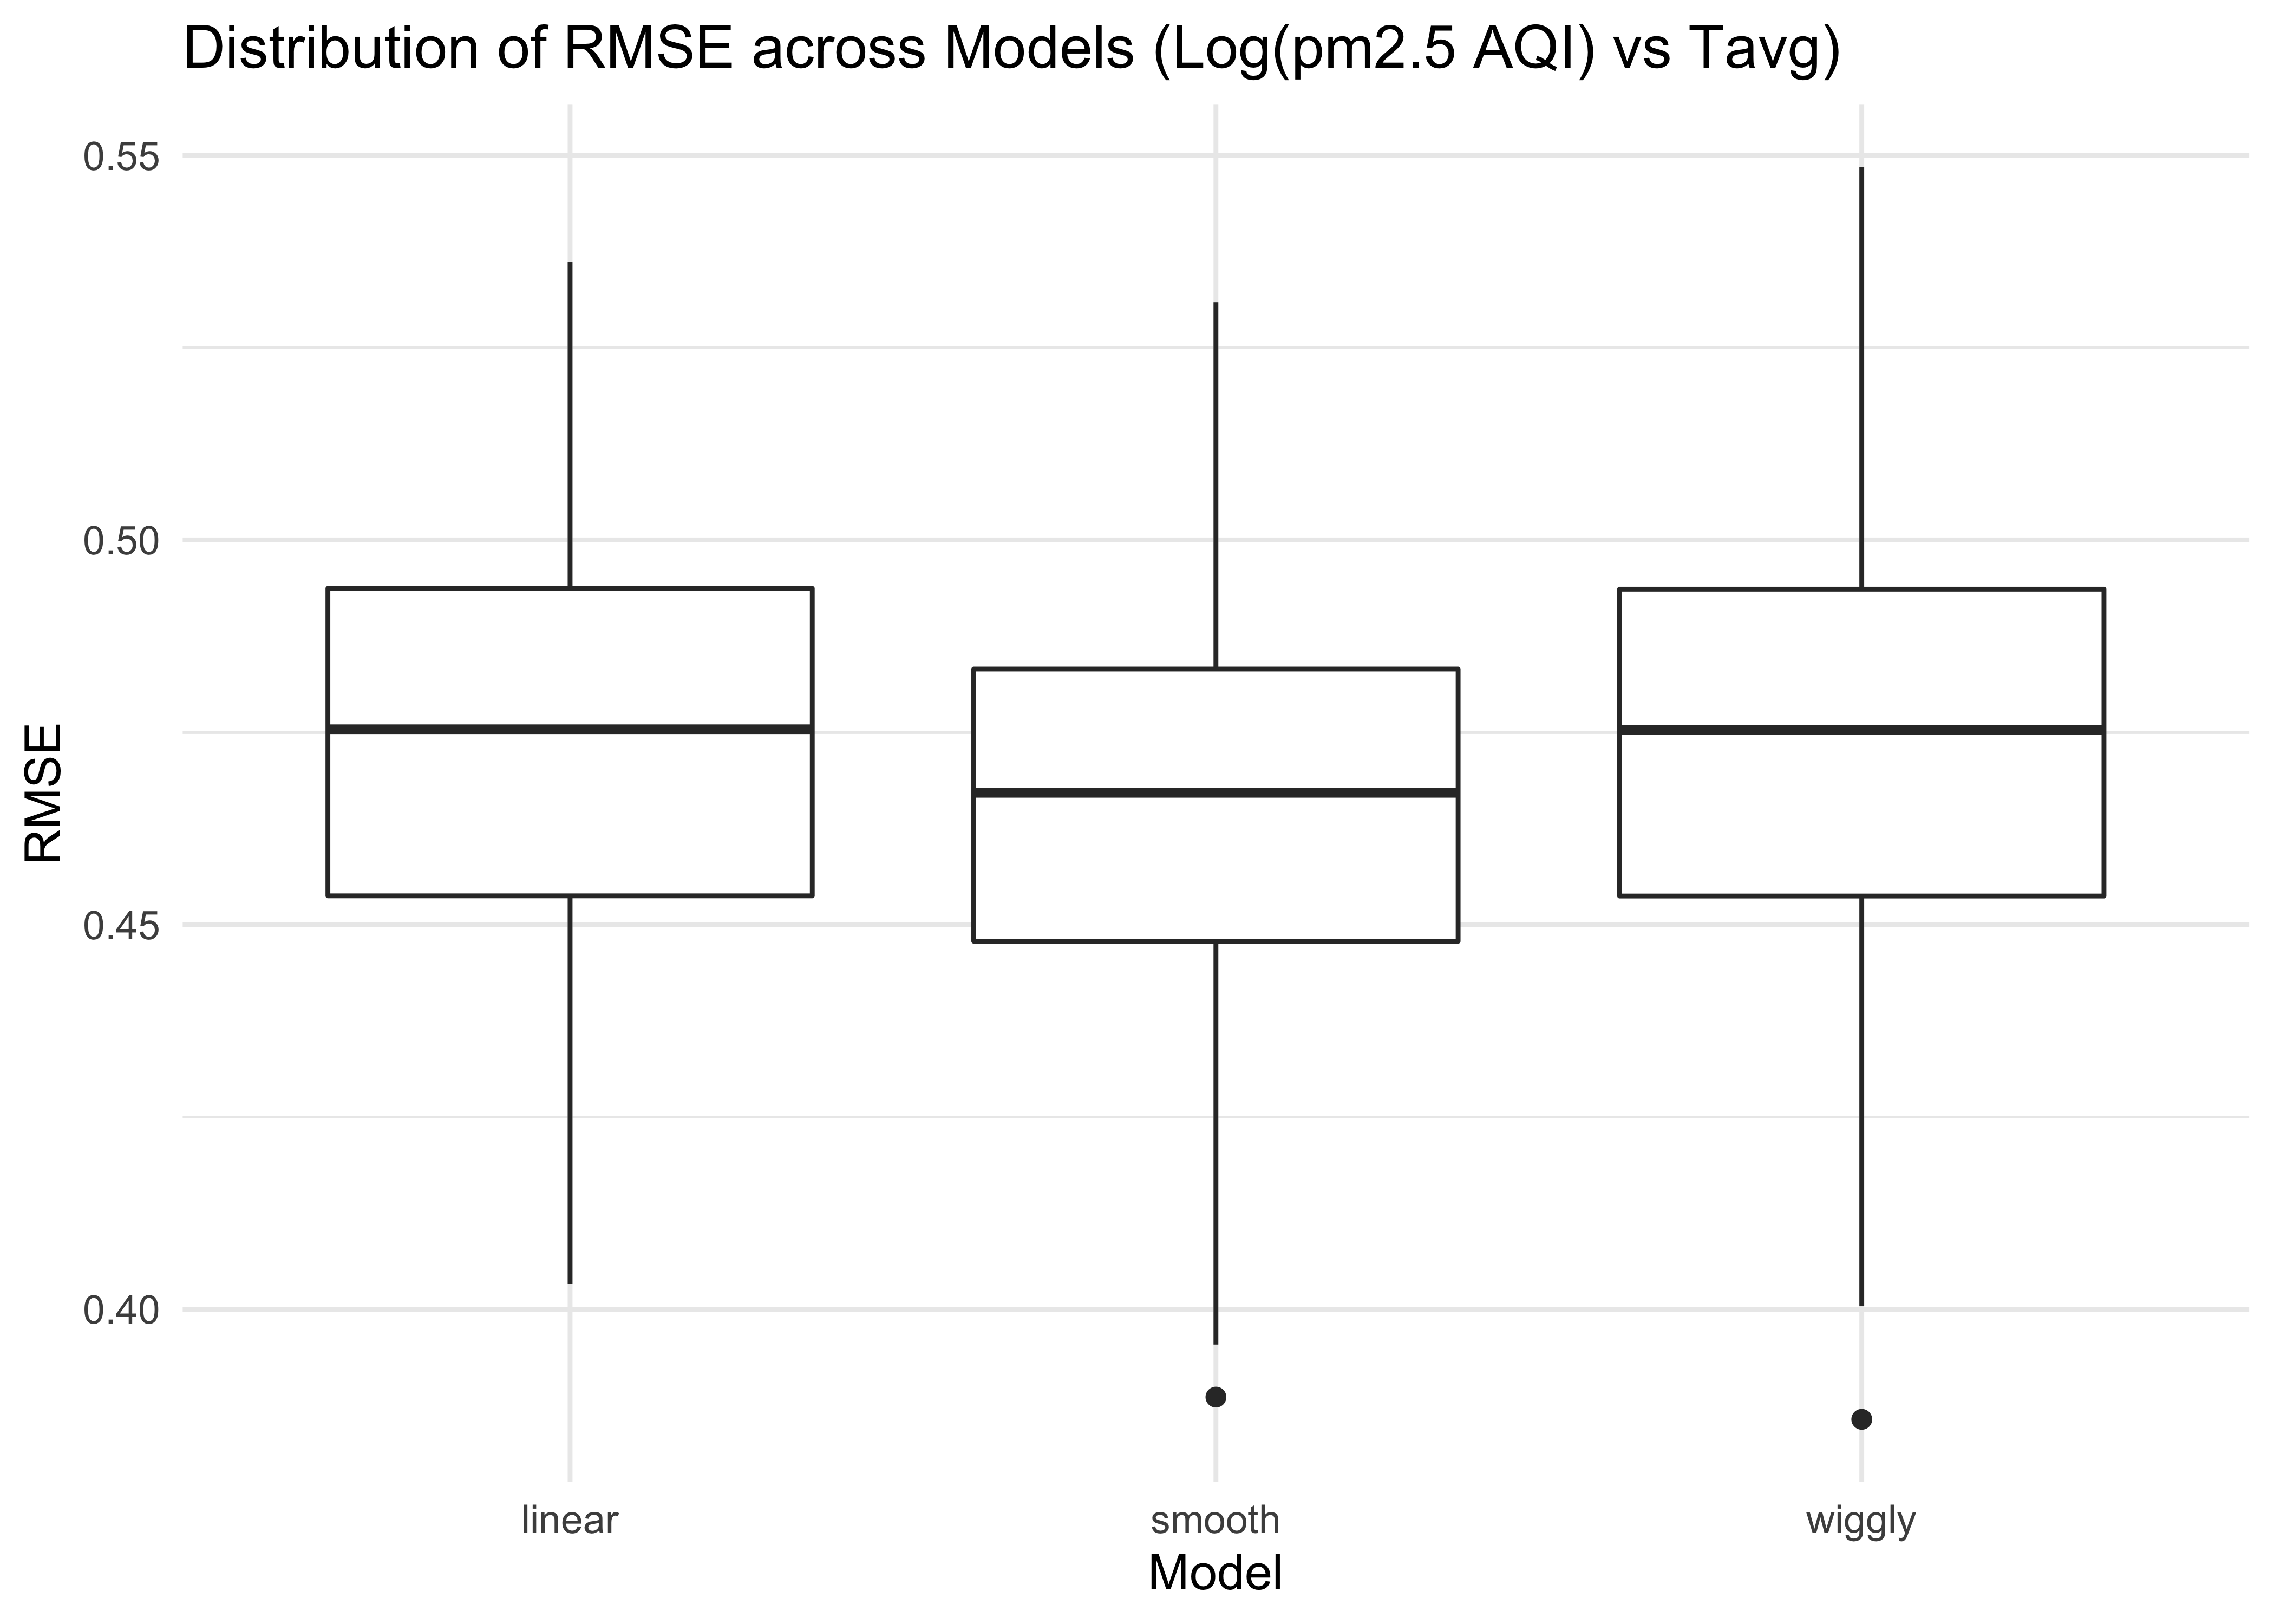 Distribution of RMSE across Models (Log(pm2.5 AQI) vs Tavg)
RMSE
0.55
0.50
0.45
0.40
linear
smooth
wiggly
Model